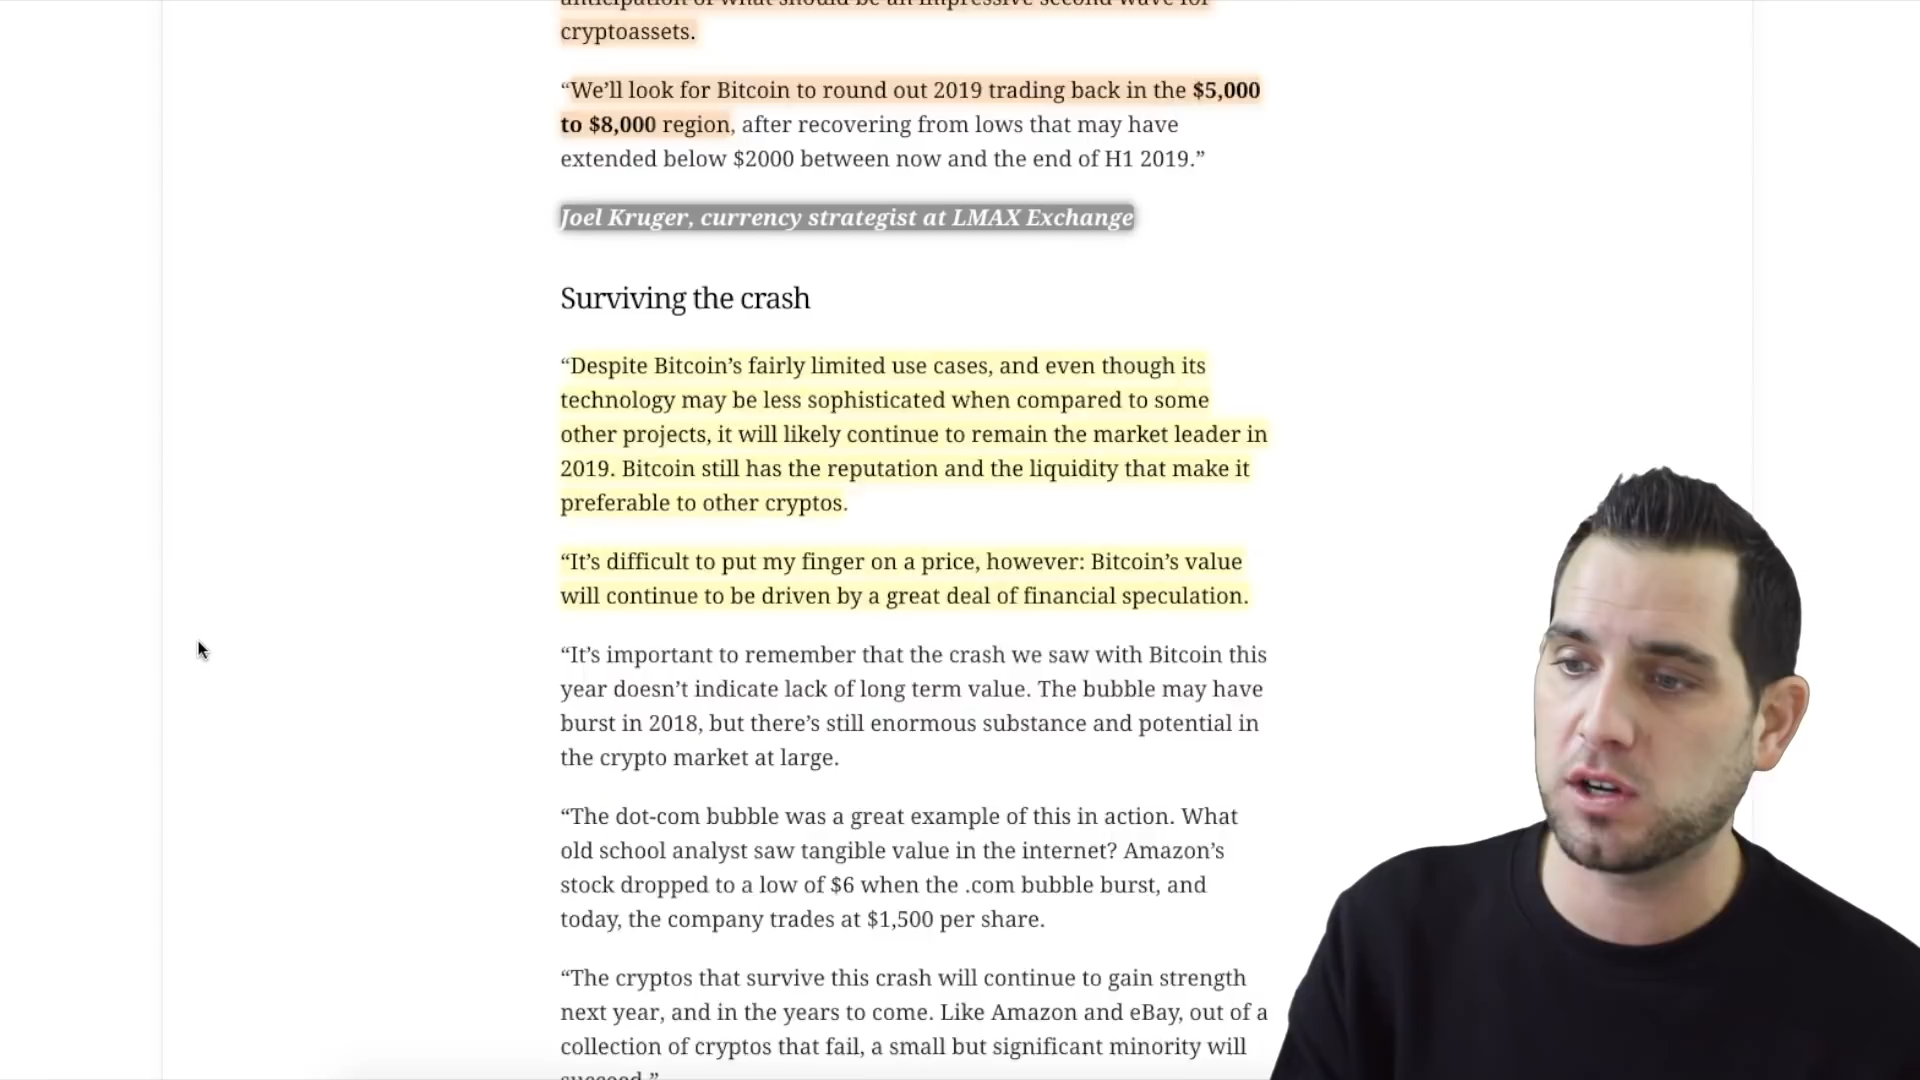 anticipation of what should be an impressive second wave for
cryptoassets.
“We’ll look for Bitcoin to round out 2019 trading back in the $5,000
to $8,000 region, after recovering from lows that may have
extended below $2000 between now and the end of H1 2019.”
Joel Kruger, currency strategist at LMAX Exchange
Surviving the crash
“Despite Bitcoin’s fairly limited use cases, and even though its
technology may be less sophisticated when compared to some
other projects, it will likely continue to remain the market leader in
2019. Bitcoin still has the reputation and the liquidity that make it
preferable to other cryptos.
“It’s difficult to put my finger on a price, however: Bitcoin’s value
will continue to be driven by a great deal of financial speculation.
“It’s important to remember that the crash we saw with Bitcoin this
year doesn’t indicate lack of long term value. The bubble may have
burst in 2018, but there’s still enormous substance and potential in
the crypto market at large.
“The dot-com bubble was a great example of this in action. What
old school analyst saw tangible value in the internet? Amazon’s
stock dropped to a low of $6 when the .com bubble burst, and
today, the company trades at $1,500 per share.
“The cryptos that survive this crash will continue to gain strength
next year, and in the years to come. Like Amazon and eBay, out of a
collection of cryptos that fail, a small but significant minority will
succeed.”